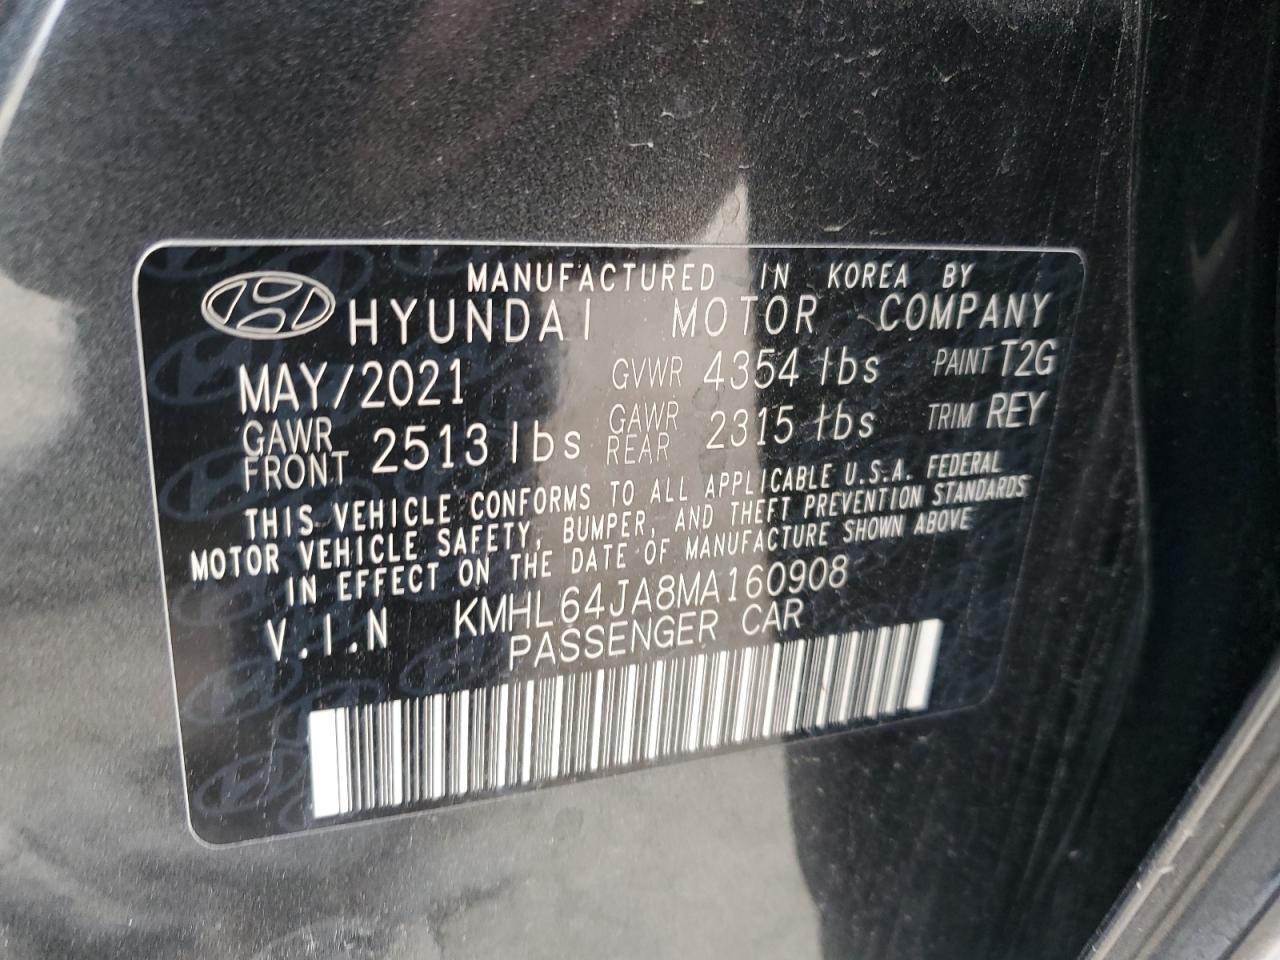 MANUFACTURED IN KOREA BY
HYUNDAI MOTOR COMPANY
MAY/2021 GVWR 4354 lbs PAINT T2G
GAWR FRONT 2513 lbs GAWR REAR 2315 lbs TRIM REY
THIS VEHICLE CONFORMS TO ALL APPLICABLE U.S.A. FEDERAL
MOTOR VEHICLE SAFETY, BUMPER, AND THEFT PREVENTION STANDARDS
IN EFFECT ON THE DATE OF MANUFACTURE SHOWN ABOVE
V.I.N KMHL64JA8MA160908
PASSENGER CAR